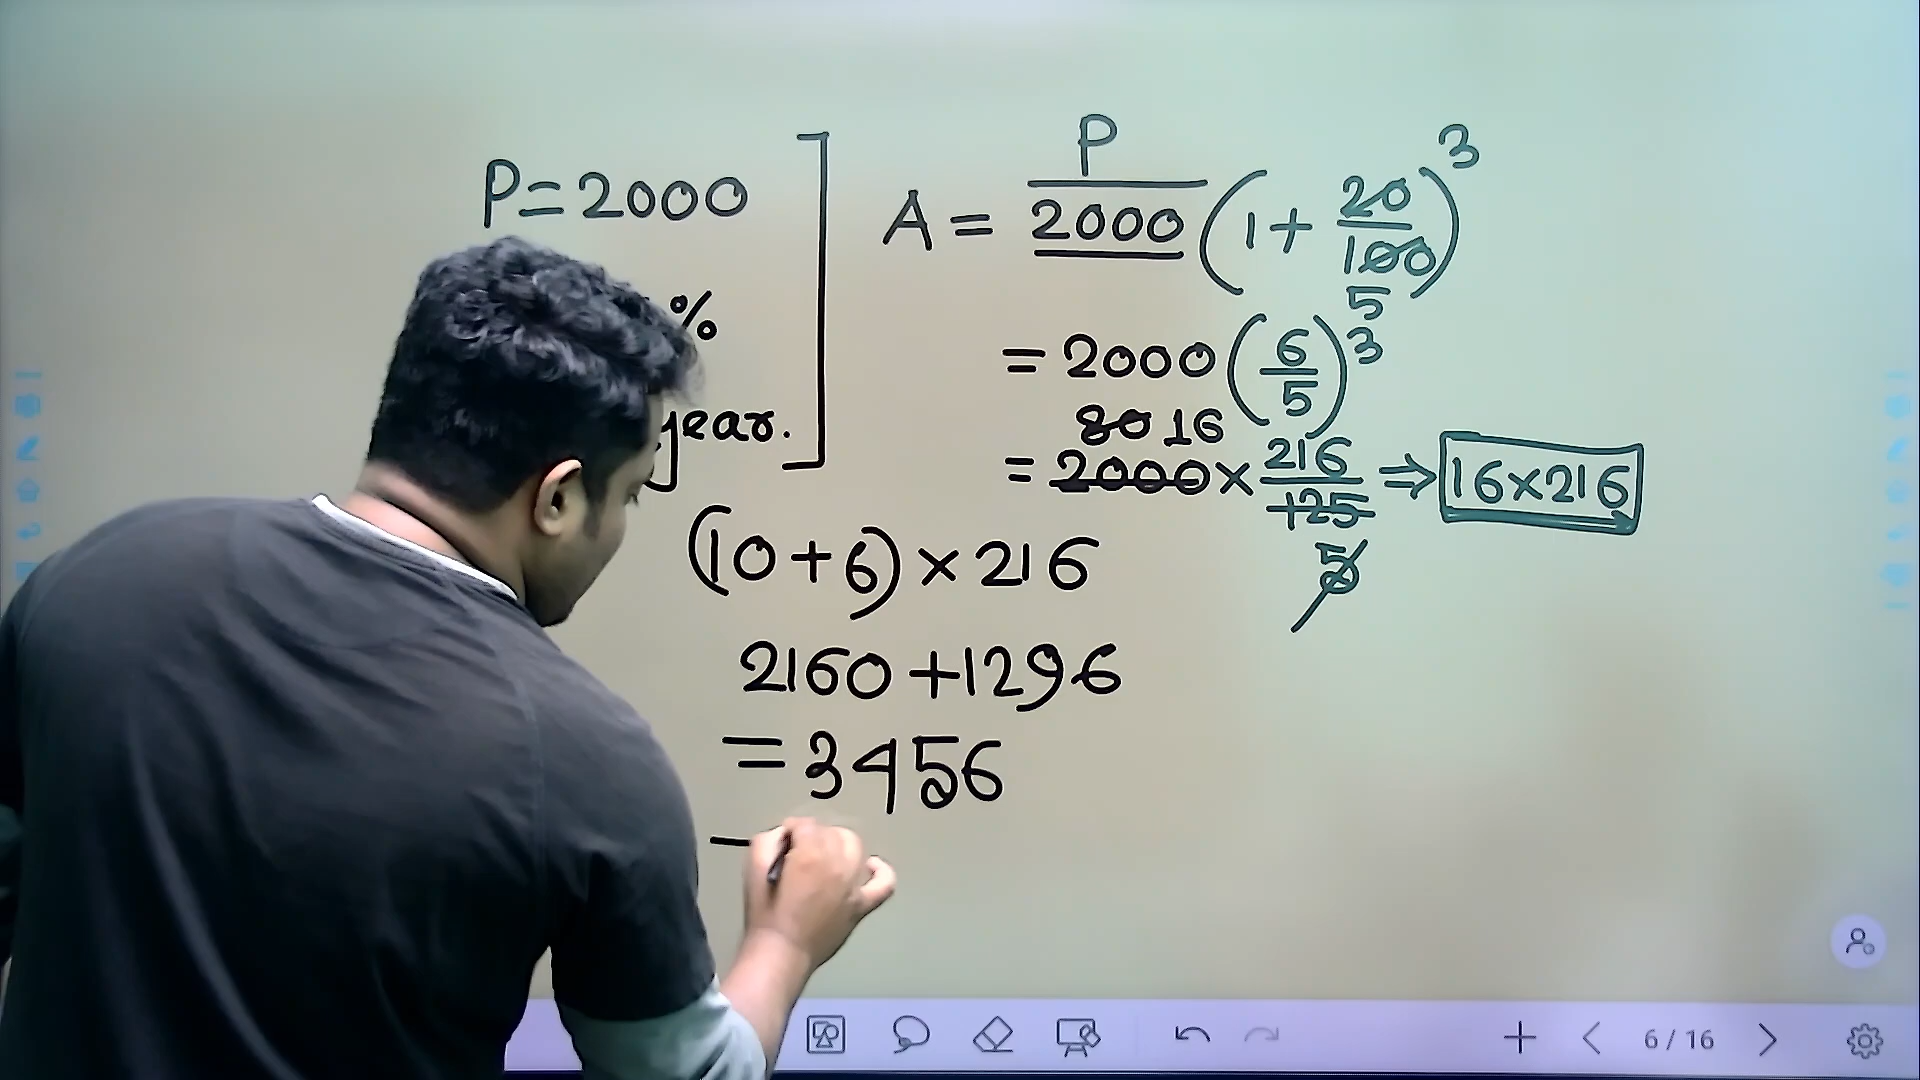 P=2000
%
year.
P
A = 2000 (1 + 20/100)^3
5
= 2000 (6/5)^3
80 16
= 2000 × 216/125 ⇒ 16×216
5
(10+6) × 216
2160 +1296
= 3456
6 / 16